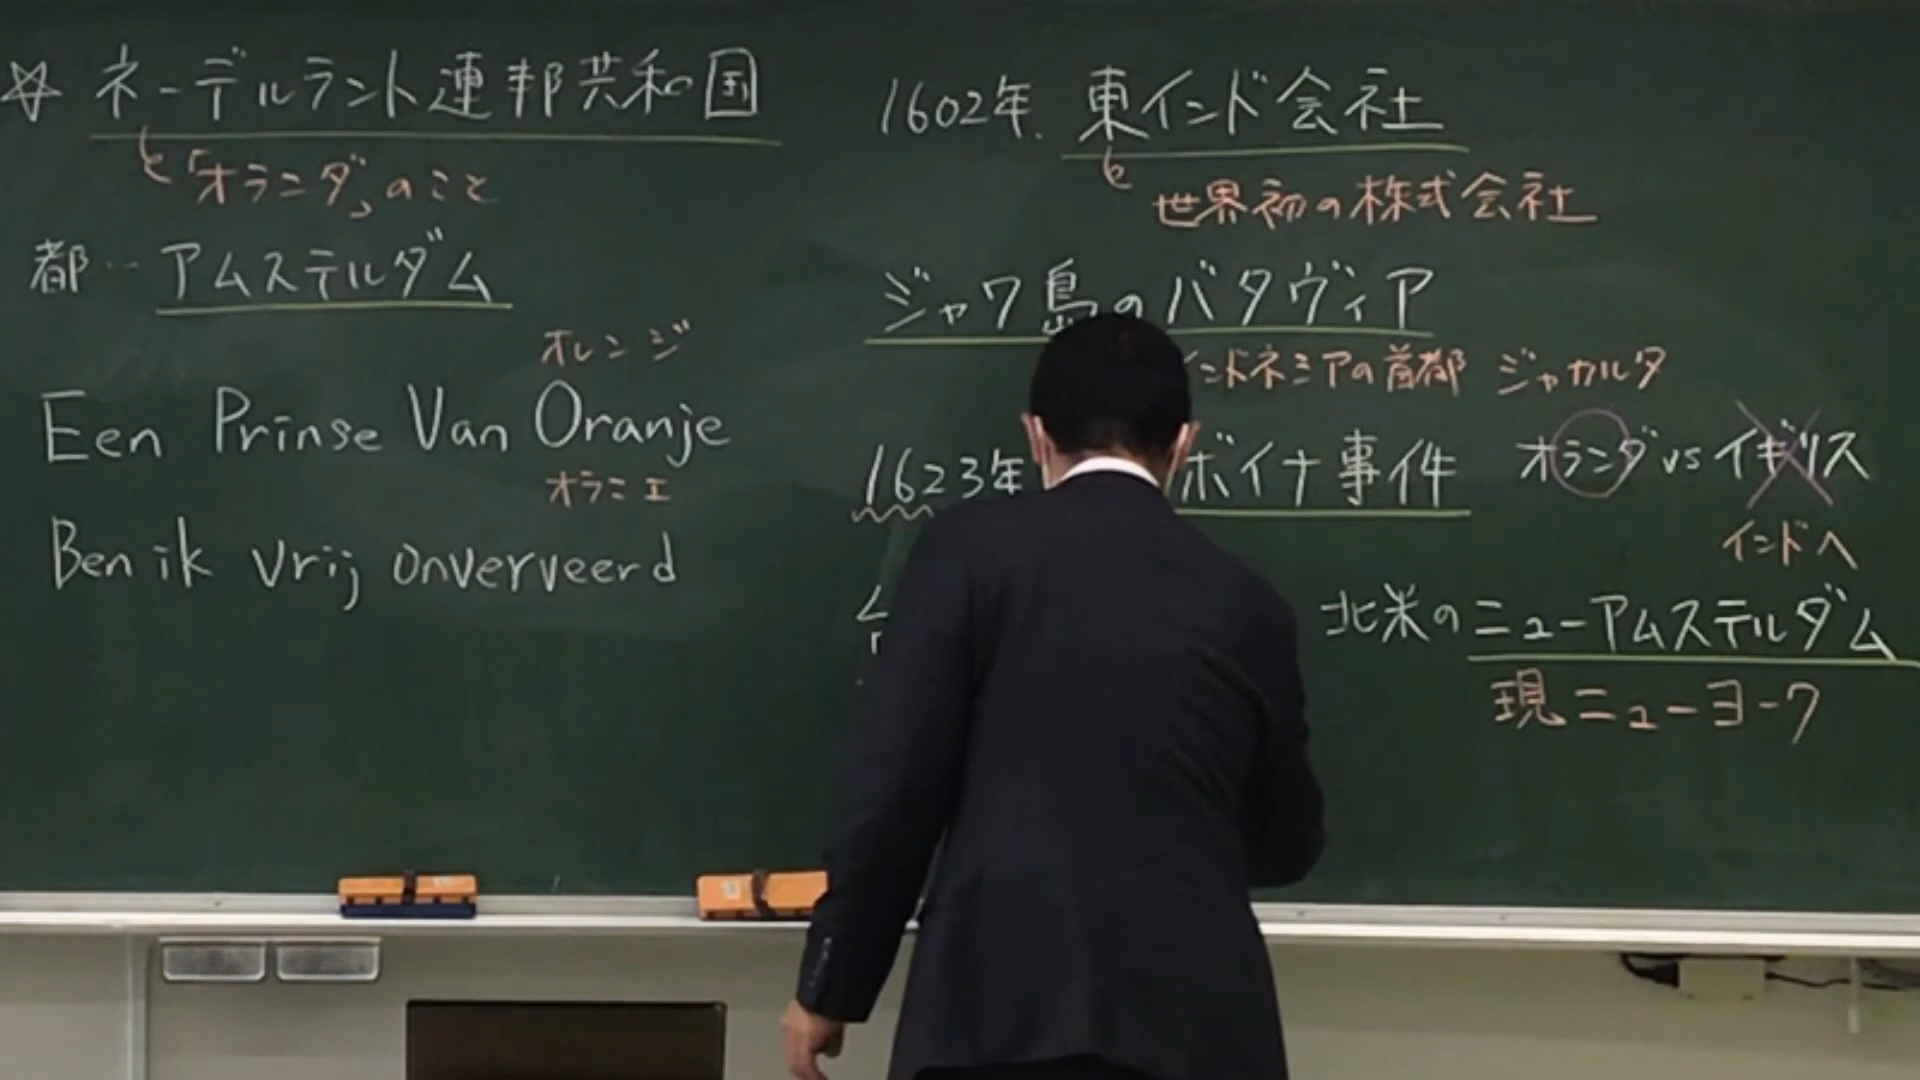 ☆ ネーデルラント連邦共和国
「オランダ」のこと
都…アムステルダム
オレンジ
Een Prinse Van Oranje
オラニエ
Ben ik vrij onverveerd
1602年. 東インド会社
世界初の株式会社
ジャワ島のバタヴィア
ンドネシアの首都 ジャカルタ
1623年 ボイナ事件 オランダ vs イギリス
インドへ
北米のニューアムステルダム
現ニューヨーク